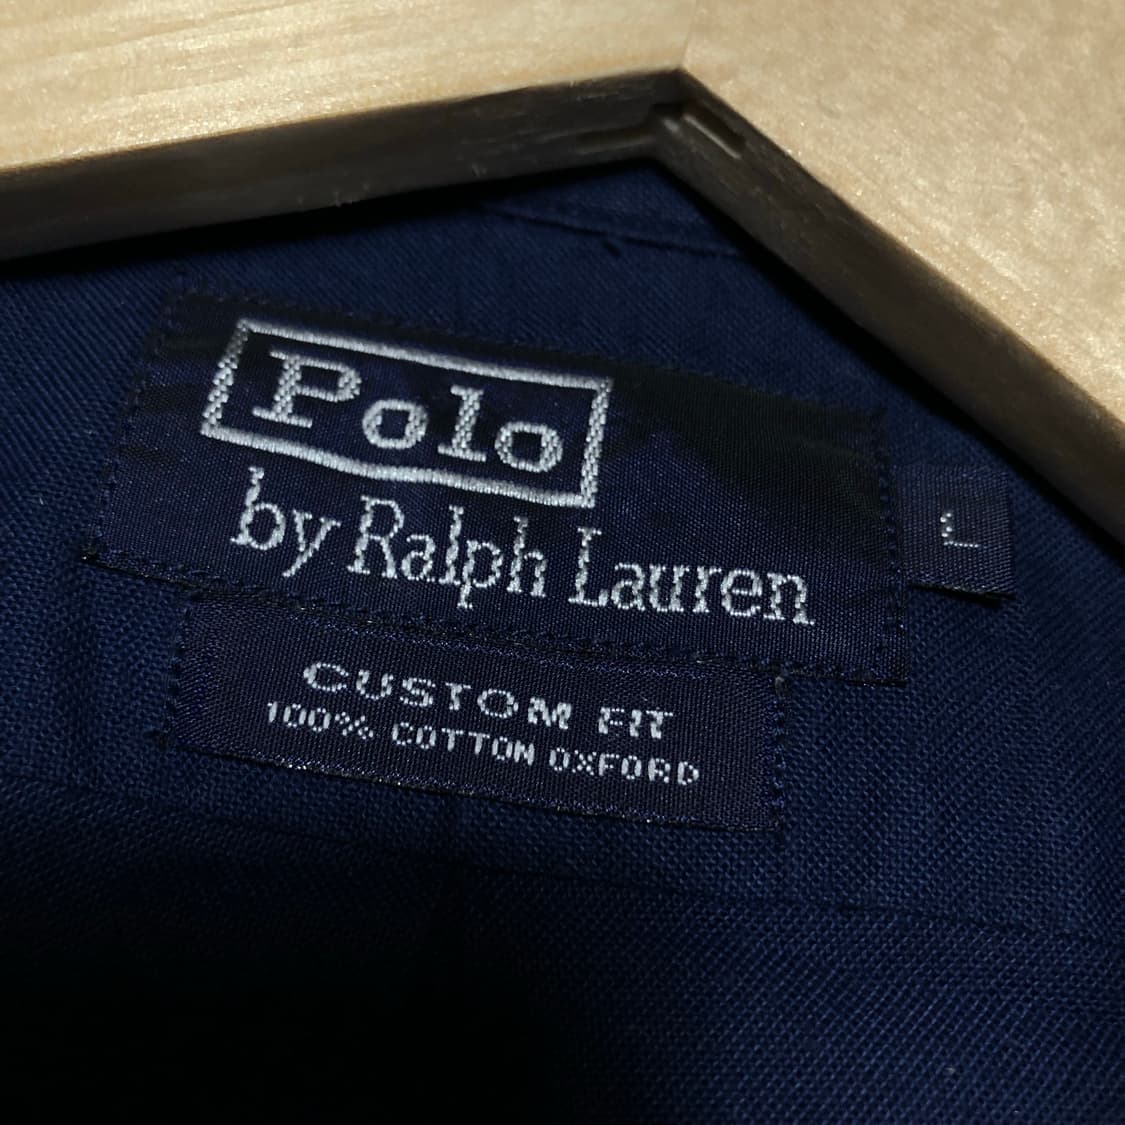 Polo
by Ralph Lauren
L
CUSTOM FIT
100% COTTON OXFORD